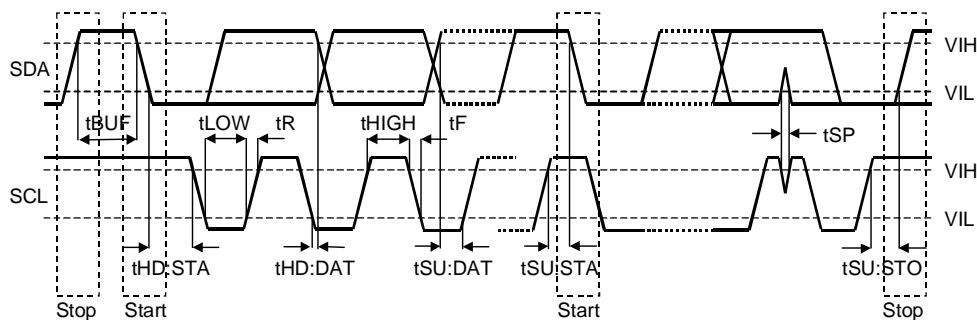 VIH
SDA
VIL
tBUF
tLOW
tR
tHIGH
tF
tSP
SCL
VIH
VIL
tHD:STA
tHD:DAT
tSU:DAT
tSU:STA
tSU:STO
Stop
Start
Start
Stop